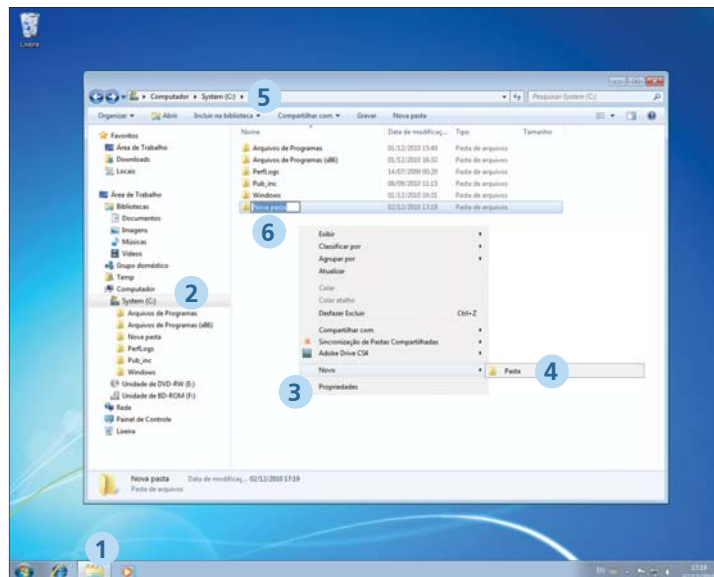 Lixeira
Computador ▸ System (C:) ▸
5
Pesquisar System (C:)
Organizar
Abrir
Incluir na biblioteca
Compartilhar com
Gravar
Nova pasta
Nome
Data de modificaç...
Tipo
Tamanho
Favoritos
Área de Trabalho
Downloads
Locais
Área de Trabalho
Bibliotecas
Documentos
Imagens
Músicas
Vídeos
Grupo doméstico
Temp
Computador
System (C:)
2
Arquivos de Programas
Arquivos de Programas (x86)
Nova pasta
PerfLogs
Pub_inc
Windows
Unidade de DVD-RW (E:)
Unidade de BD-ROM (F:)
Rede
Painel de Controle
Lixeira
Arquivos de Programas 01/12/2010 15:40 Pasta de arquivos
Arquivos de Programas (x86) 01/12/2010 16:32 Pasta de arquivos
PerfLogs 14/07/2009 00:20 Pasta de arquivos
Pub_inc 06/09/2010 11:15 Pasta de arquivos
Windows 01/12/2010 16:31 Pasta de arquivos
Nova pasta 02/12/2010 17:19 Pasta de arquivos
6
Exibir
Classificar por
Agrupar por
Atualizar
Colar
Colar atalho
Desfazer Excluir Ctrl+Z
Compartilhar com
Sincronização de Pastas Compartilhadas
Adobe Drive CS4
Novo
Pasta
4
3
Propriedades
Nova pasta Data de modificaç... 02/12/2010 17:19
Pasta de arquivos
1
EN
17:19